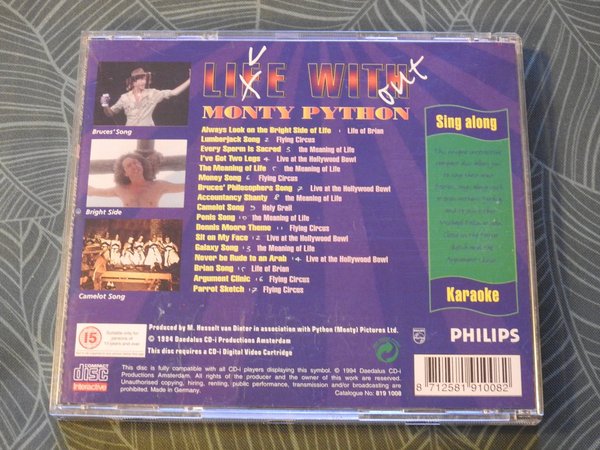 LIFE WITH
v
out
MONTY PYTHON
Always Look on the Bright Side of Life 1 Life of Brian
Lumberjack Song 2 Flying Circus
Every Sperm is Sacred 3 the Meaning of Life
I've Got Two Legs 4 Live at the Hollywood Bowl
The Meaning of Life 5 the Meaning of Life
Money Song 6 Flying Circus
Bruces' Philosophers Song 7 Live at the Hollywood Bowl
Accountancy Shanty 8 the Meaning of Life
Camelot Song 9 Holy Grail
Penis Song 10 the Meaning of Life
Dennis Moore Theme 11 Flying Circus
Sit on My Face 12 Live at the Hollywood Bowl
Galaxy Song 13 the Meaning of Life
Never be Rude to an Arab 14 Live at the Hollywood Bowl
Brian Song 15 Life of Brian
Argument Clinic 16 Flying Circus
Parrot Sketch 17 Flying Circus
Bruces' Song
Bright Side
Camelot Song
Sing along
Karaoke
15
Suitable only for
persons of
15 years and over.
Produced by M. Hasselt van Dieter in association with Python (Monty) Pictures Ltd.
© 1994 Daedalus CD-i Productions Amsterdam
This disc requires a CD-i Digital Video Cartridge
PHILIPS
PHILIPS
COMPACT
disc
Interactive
This disc is fully compatible with all CD-i players displaying this symbol. © 1994 Daedalus CD-i
Productions Amsterdam. All rights of the producer and the owner of this work are reserved.
Unauthorised copying, hiring, renting, public performance, transmission and/or broadcasting are
prohibited. Made in Germany.
Catalogue No: 819 1008
8 712581 910082